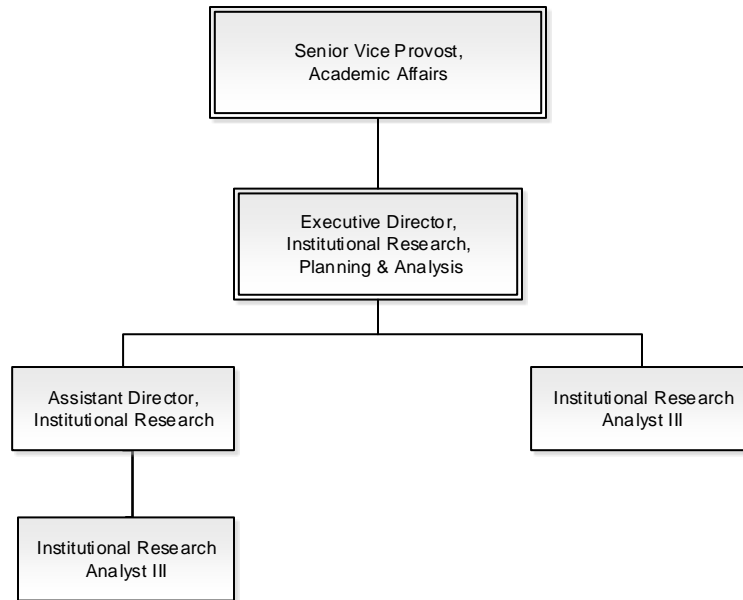 Senior Vice Provost,
Academic Affairs
Executive Director,
Institutional Research,
Planning & Analysis
Assistant Director,
Institutional Research
Institutional Research
Analyst III
Institutional Research
Analyst III